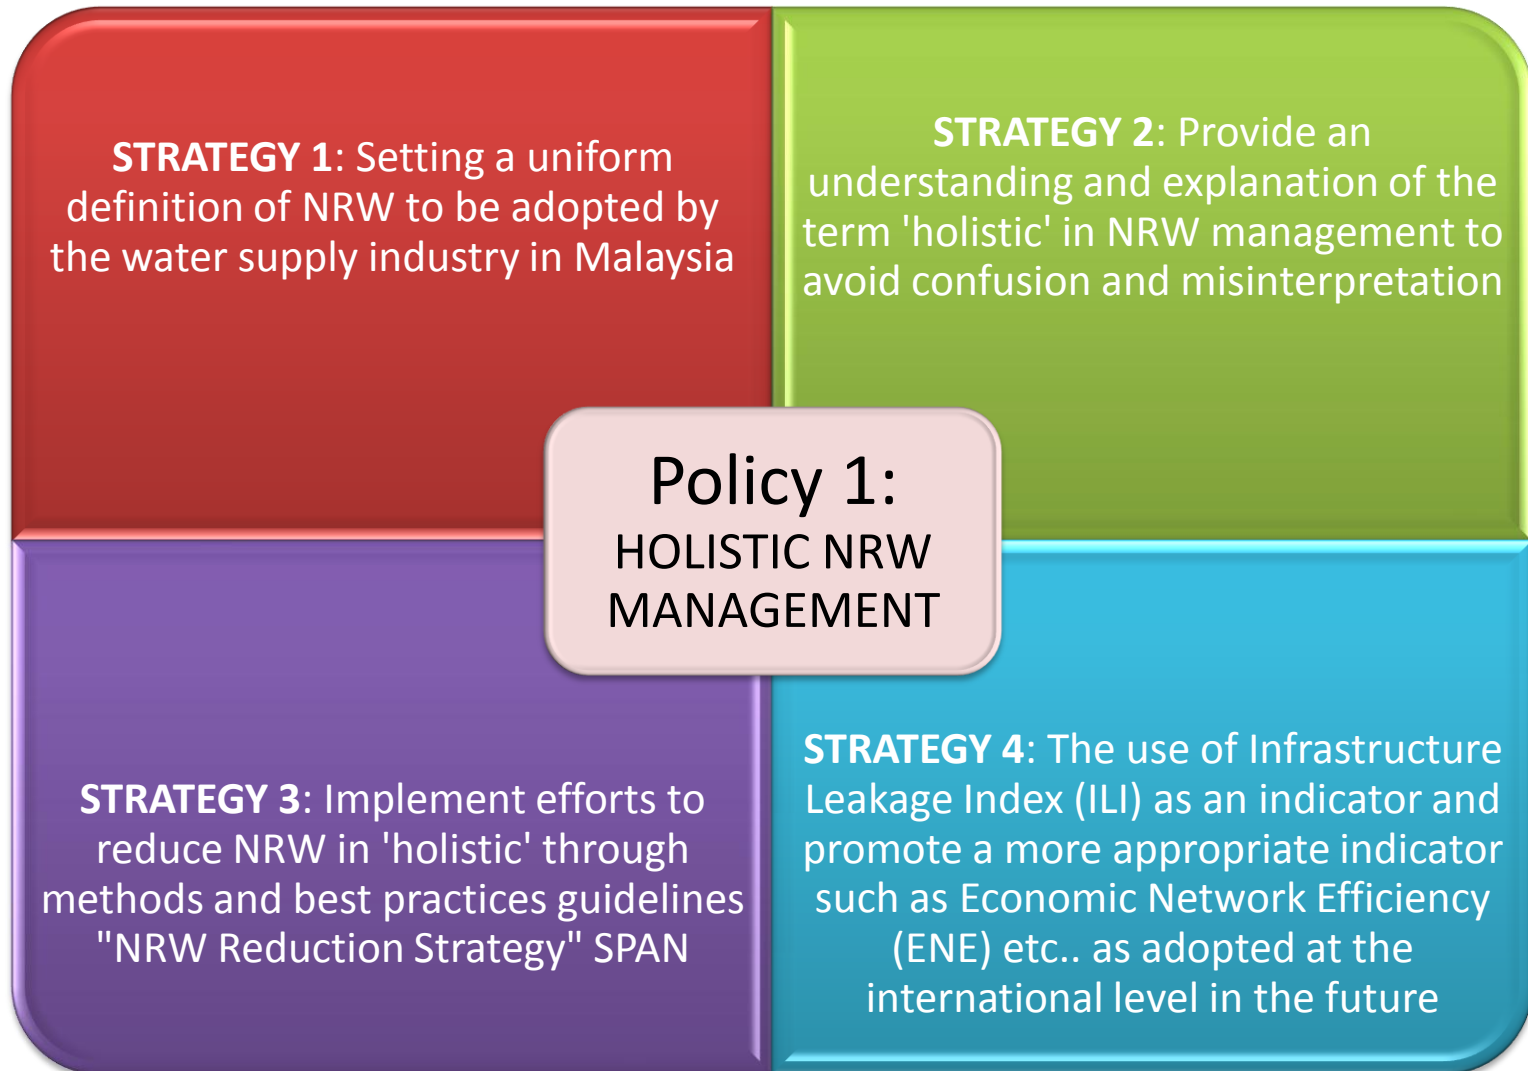 STRATEGY 1: Setting a uniform
definition of NRW to be adopted by
the water supply industry in Malaysia
STRATEGY 2: Provide an
understanding and explanation of the
term 'holistic' in NRW management to
avoid confusion and misinterpretation
Policy 1:
HOLISTIC NRW
MANAGEMENT
STRATEGY 3: Implement efforts to
reduce NRW in 'holistic' through
methods and best practices guidelines
"NRW Reduction Strategy" SPAN
STRATEGY 4: The use of Infrastructure
Leakage Index (ILI) as an indicator and
promote a more appropriate indicator
such as Economic Network Efficiency
(ENE) etc.. as adopted at the
international level in the future